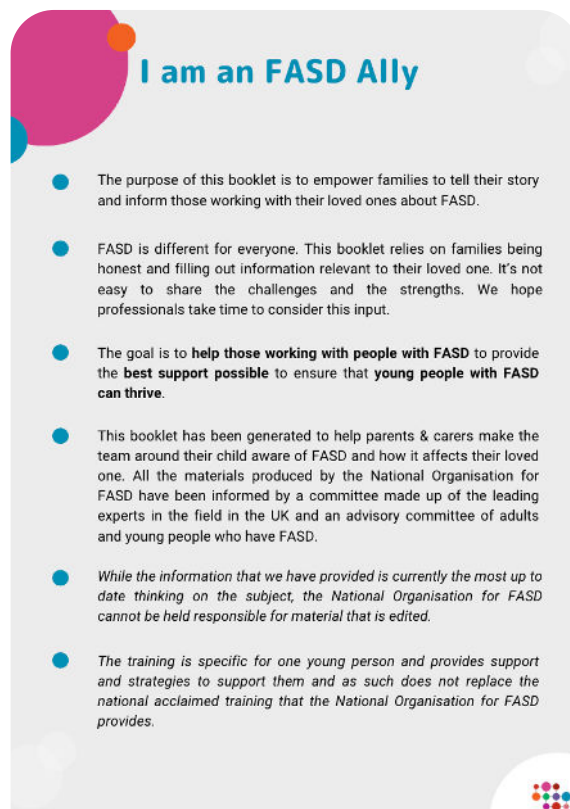 I am an FASD Ally
The purpose of this booklet is to empower families to tell their story
and inform those working with their loved ones about FASD.
FASD is different for everyone. This booklet relies on families being
honest and filling out information relevant to their loved one. It's not
easy to share the challenges and the strengths. We hope
professionals take time to consider this input.
The goal is to help those working with people with FASD to provide
the best support possible to ensure that young people with FASD
can thrive.
This booklet has been generated to help parents & carers make the
team around their child aware of FASD and how it affects their loved
one. All the materials produced by the National Organisation for
FASD have been informed by a committee made up of the leading
experts in the field in the UK and an advisory committee of adults
and young people who have FASD.
While the information that we have provided is currently the most up to
date thinking on the subject, the National Organisation for FASD
cannot be held responsible for material that is edited.
The training is specific for one young person and provides support
and strategies to support them and as such does not replace the
national acclaimed training that the National Organisation for FASD
provides.